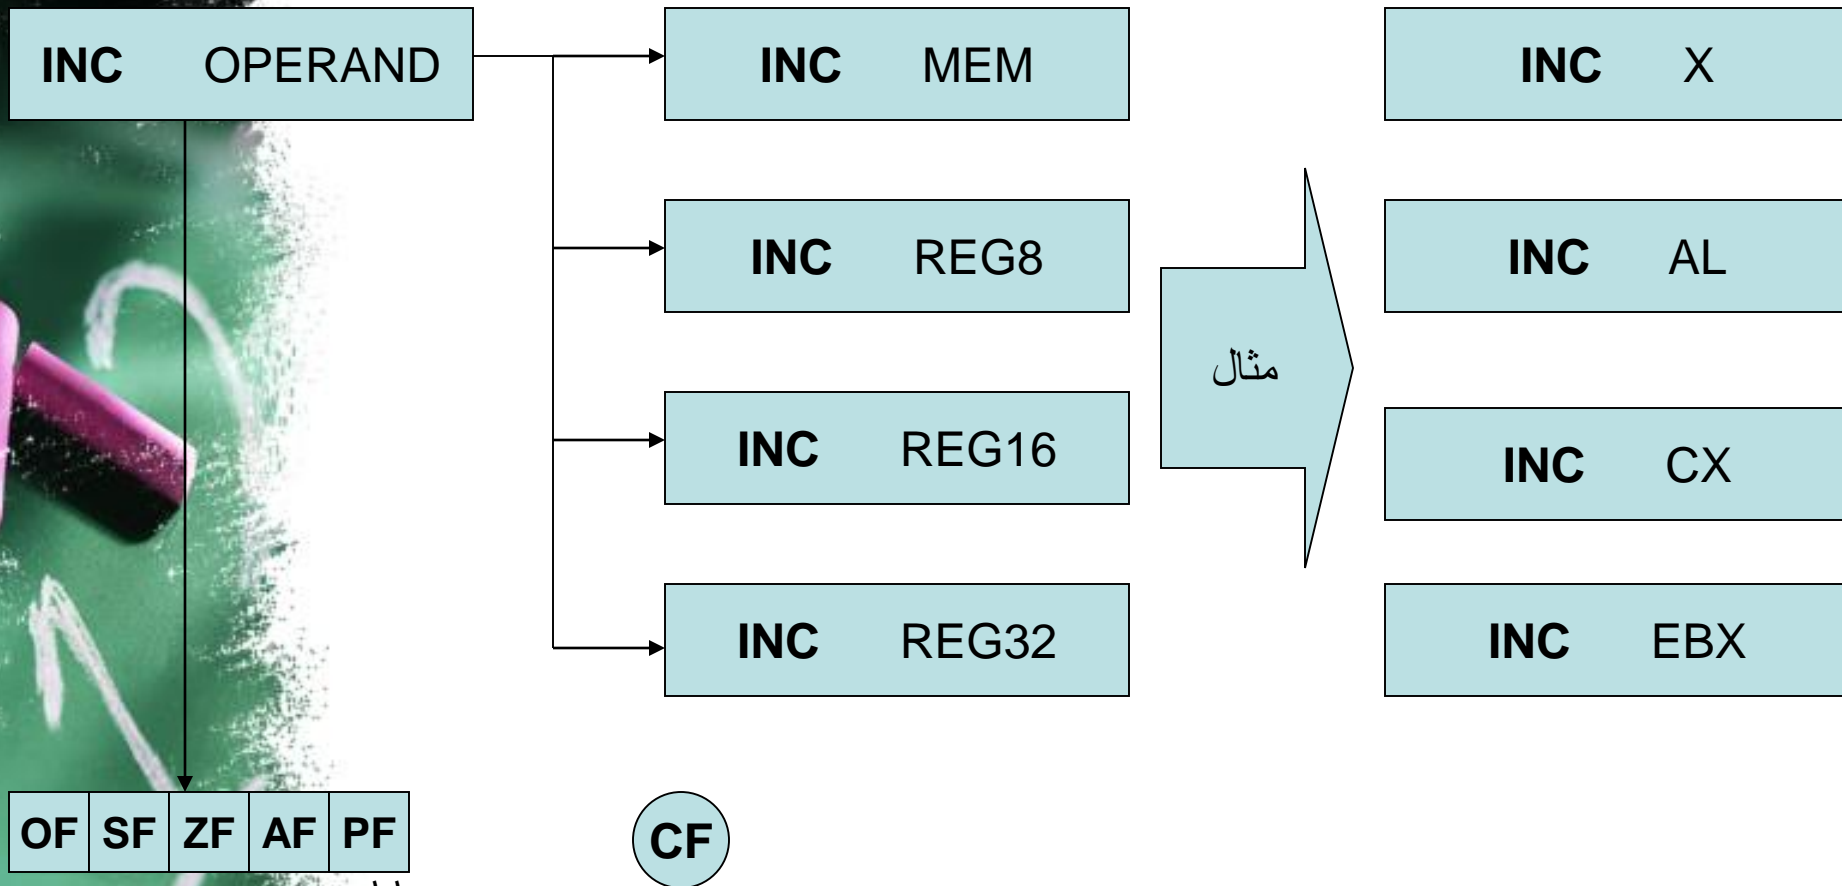 INC OPERAND
INC MEM
INC X
INC REG8
INC AL
مثال
INC REG16
INC CX
INC REG32
INC EBX
OF SF ZF AF PF
CF